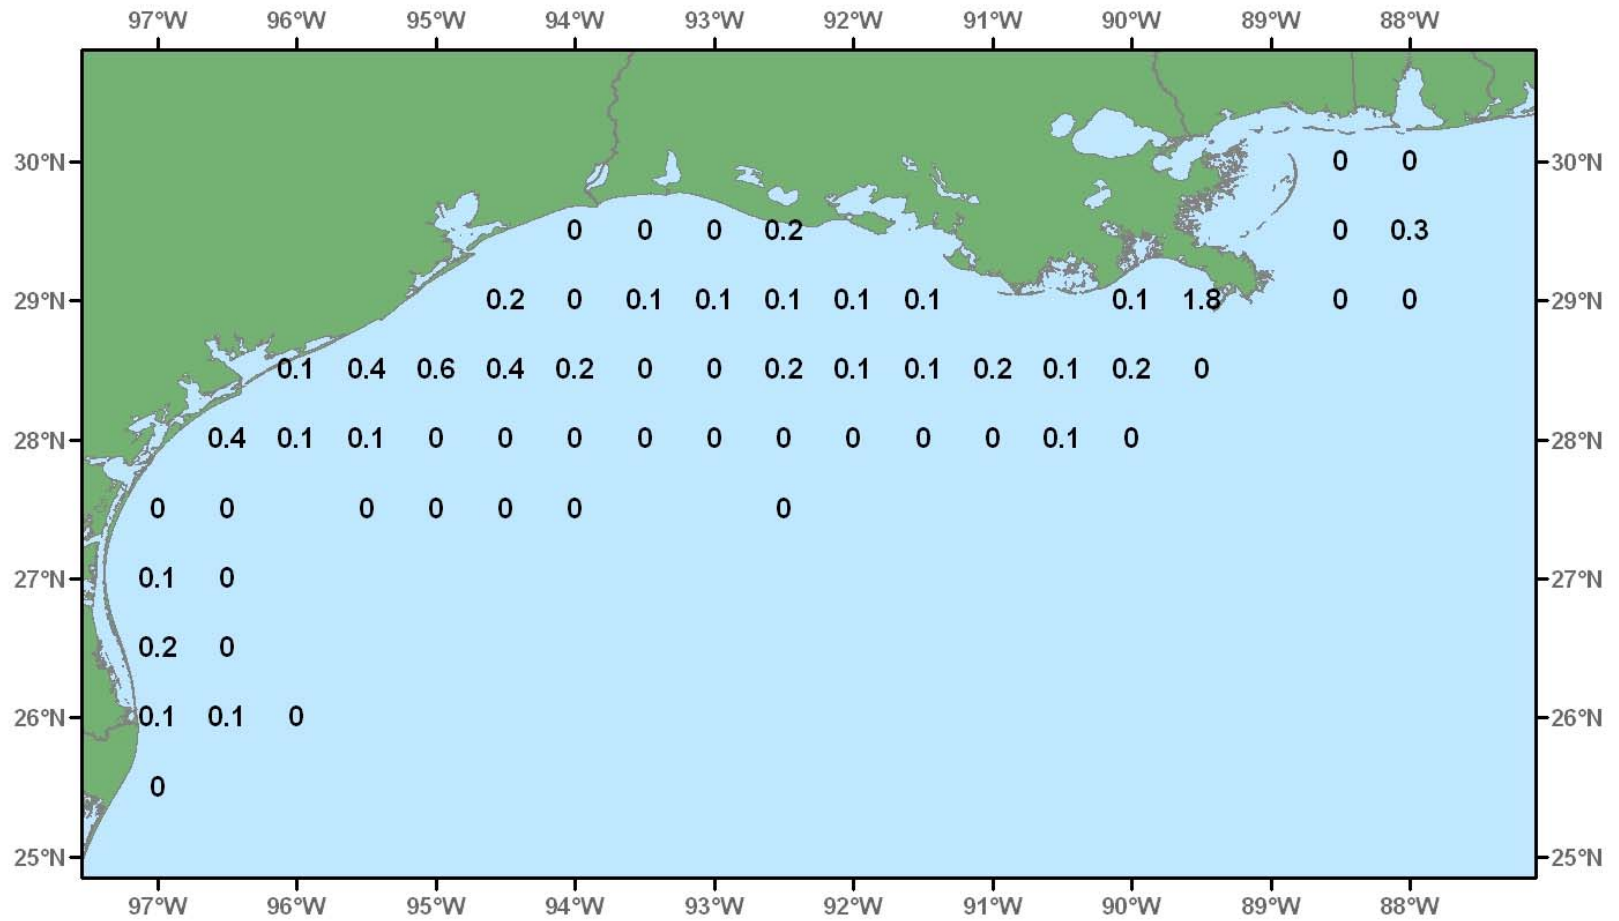 97°W 96°W 95°W 94°W 93°W 92°W 91°W 90°W 89°W 88°W
30°N 0 0 30°N
0 0 0 0.2 0 0.3
29°N 0.2 0 0.1 0.1 0.1 0.1 0.1 0.1 1.8 0 0 29°N
0.1 0.4 0.6 0.4 0.2 0 0 0.2 0.1 0.1 0.2 0.1 0.2 0
28°N 0.4 0.1 0.1 0 0 0 0 0 0 0 0 0 0.1 0 28°N
0 0 0 0 0 0 0
27°N 0.1 0 27°N
0.2 0
26°N 0.1 0.1 0 26°N
0
25°N 25°N
97°W 96°W 95°W 94°W 93°W 92°W 91°W 90°W 89°W 88°W